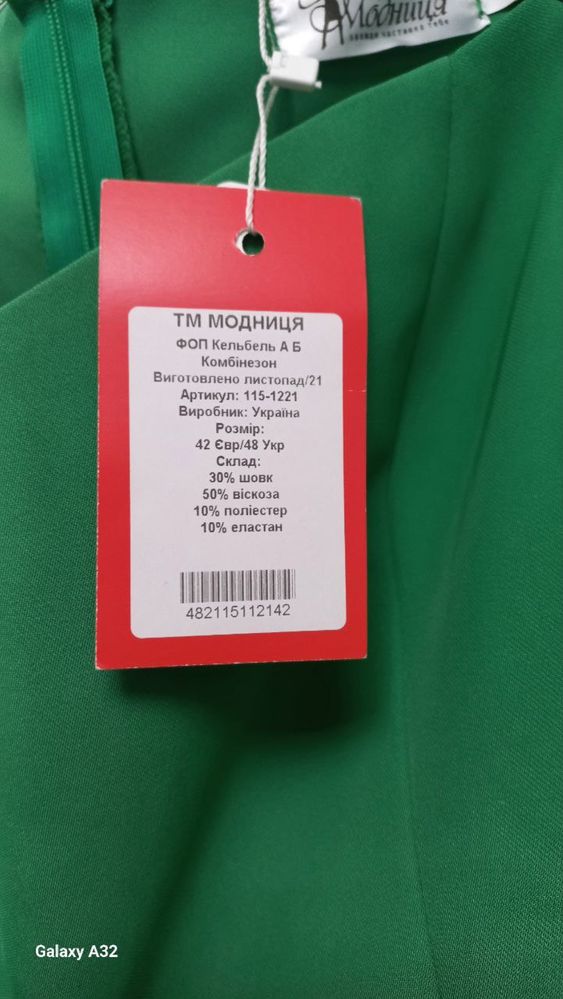 Модниця
ТМ МОДНИЦЯ
ФОП Кельбель А Б
Комбінезон
Виготовлено листопад/21
Артикул: 115-1221
Виробник: Україна
Розмір:
42 Євр/48 Укр
Склад:
30% шовк
50% віскоза
10% поліестер
10% еластан
482115112142
Galaxy A32